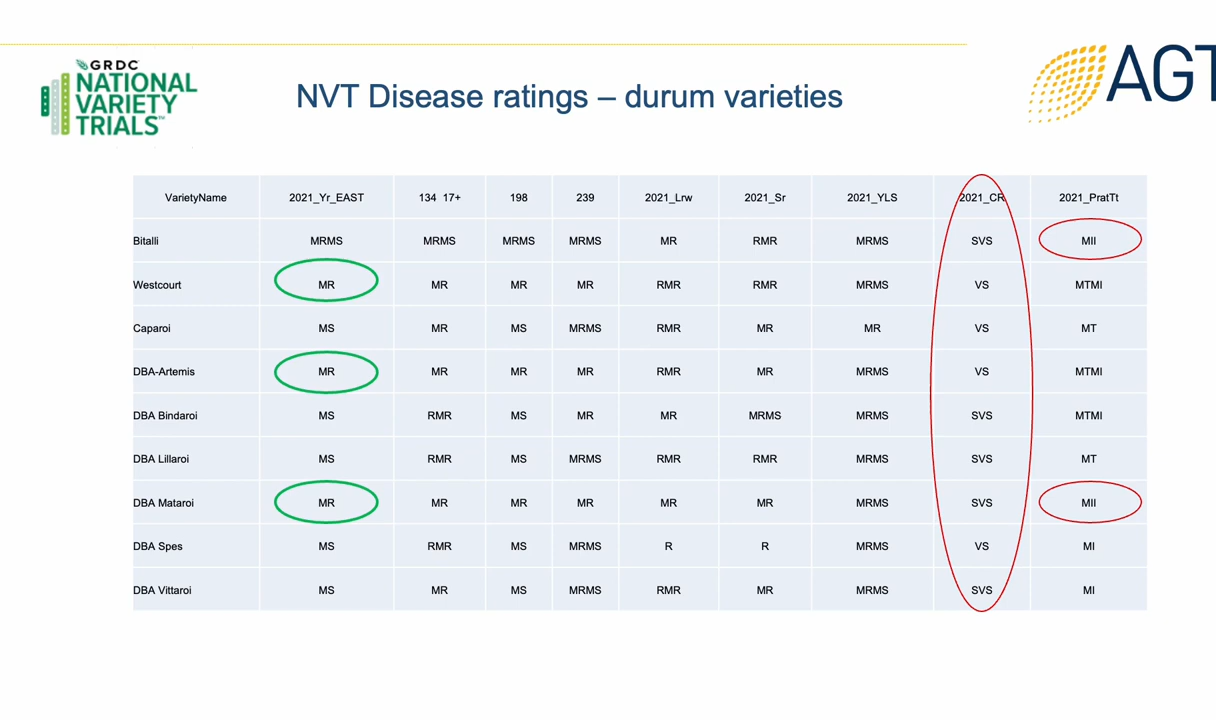 GRDC
NATIONAL
VARIETY
TRIALS™
NVT Disease ratings – durum varieties
AGT
VarietyName 2021_Yr_EAST 134 17+ 198 239 2021_Lrw 2021_Sr 2021_YLS 2021_CR 2021_PratTt
Bitalli MRMS MRMS MRMS MRMS MR RMR MRMS SVS MII
Westcourt MR MR MR MR RMR RMR MRMS VS MTMI
Caparoi MS MR MS MRMS RMR MR MR VS MT
DBA-Artemis MR MR MR MR RMR MR MRMS VS MTMI
DBA Bindaroi MS RMR MS MR MR MRMS MRMS SVS MTMI
DBA Lillaroi MS RMR MS MRMS RMR RMR MRMS SVS MT
DBA Mataroi MR MR MR MR MR MR MRMS SVS MII
DBA Spes MS RMR MS MRMS R R MRMS VS MI
DBA Vittaroi MS MR MS MRMS RMR MR MRMS SVS MI